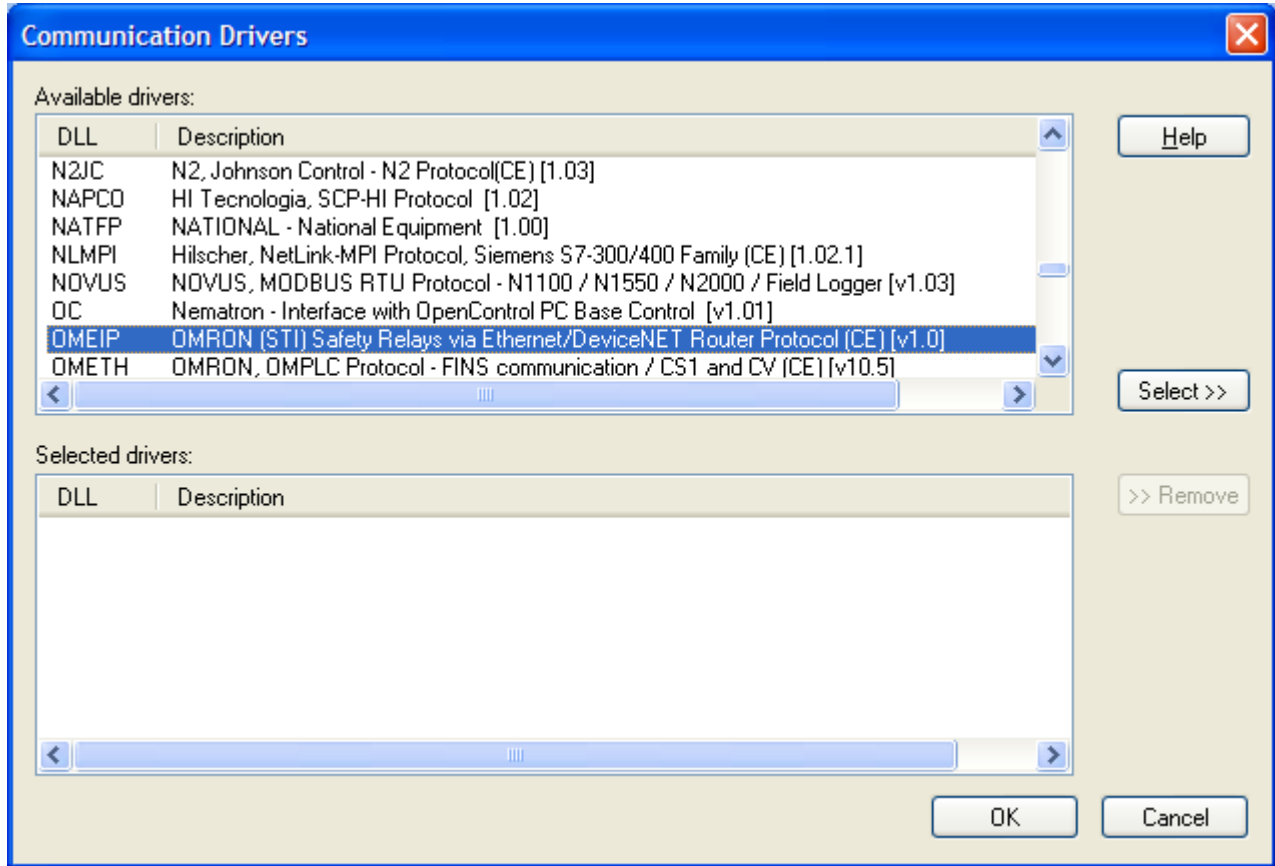 Communication Drivers
Available drivers:
DLL Description
N2JC N2, Johnson Control - N2 Protocol(CE) [1.03]
NAPCO HI Tecnologia, SCP-HI Protocol [1.02]
NATFP NATIONAL - National Equipment [1.00]
NLMPI Hilscher, NetLink-MPI Protocol, Siemens S7-300/400 Family (CE) [1.02.1]
NOVUS NOVUS, MODBUS RTU Protocol - N1100 / N1550 / N2000 / Field Logger [v1.03]
OC Nematron - Interface with OpenControl PC Base Control [v1.01]
OMEIP OMRON (STI) Safety Relays via Ethernet/DeviceNET Router Protocol (CE) [v1.0]
OMETH OMRON, OMPLC Protocol - FINS communication / CS1 and CV (CE) [v10.5]
Help
Select >>
Selected drivers:
DLL Description
>> Remove
OK Cancel